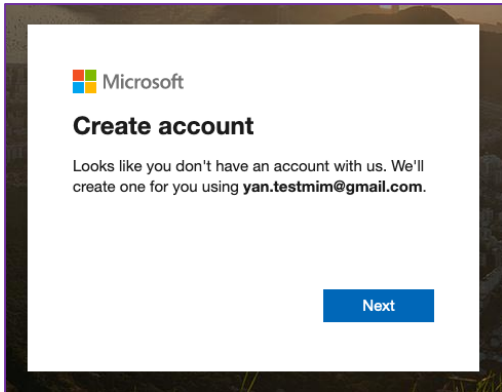 Microsoft
Create account
Looks like you don't have an account with us. We'll
create one for you using yan.testmim@gmail.com.
Next